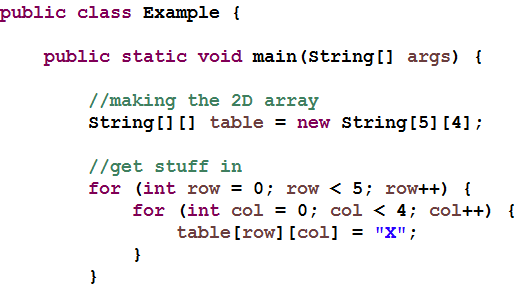 public class Example {
public static void main(String[] args) {
//making the 2D array
String[][] table = new String[5][4];
//get stuff in
for (int row = 0; row < 5; row++) {
for (int col = 0; col < 4; col++) {
table[row][col] = "X";
}
}